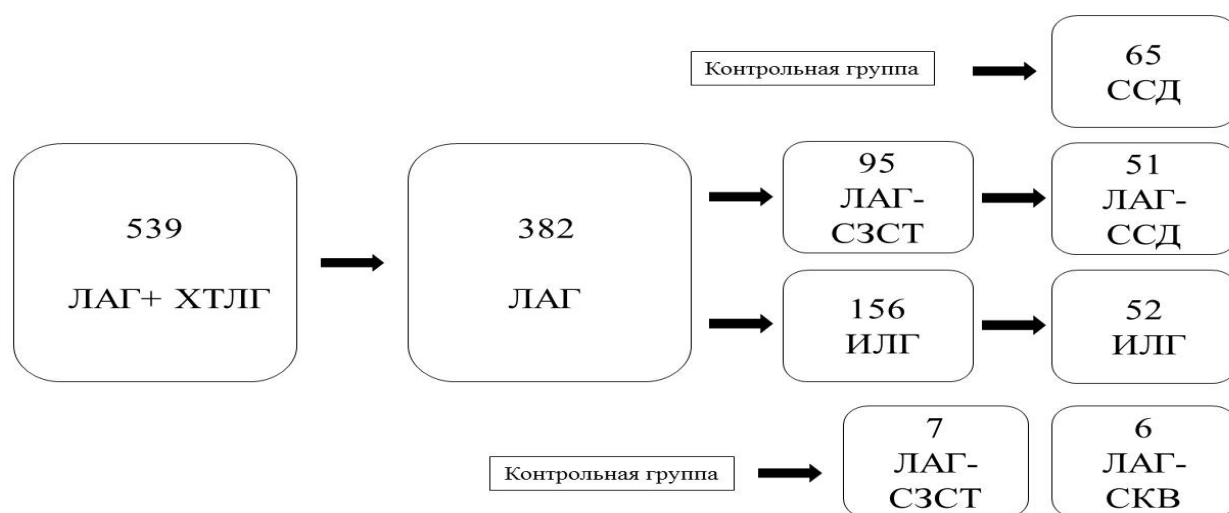 Контрольная группа
65
ССД
539
ЛАГ+ ХТЛГ
382
ЛАГ
95
ЛАГ-
СЗСТ
51
ЛАГ-
ССД
156
ИЛГ
52
ИЛГ
Контрольная группа
7
ЛАГ-
СЗСТ
6
ЛАГ-
СКВ